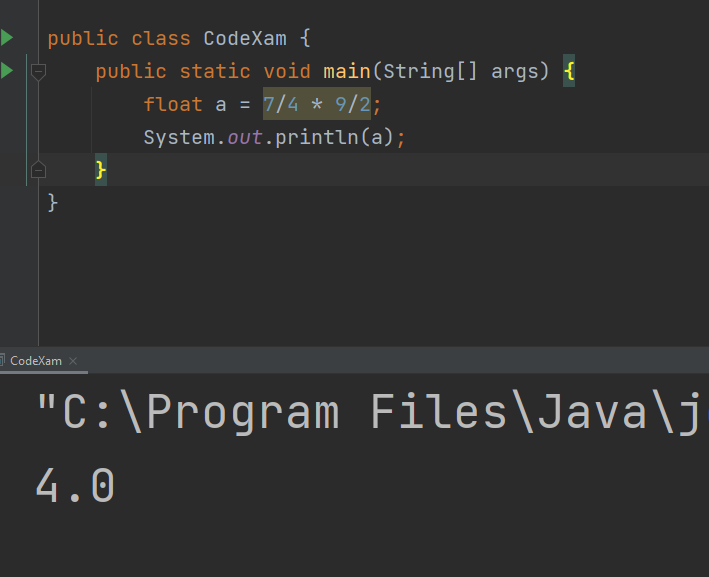 public class CodeXam {
public static void main(String[] args) {
float a = 7/4 * 9/2;
System.out.println(a);
}
}
CodeXam
"C:\Program Files\Java\j
4.0